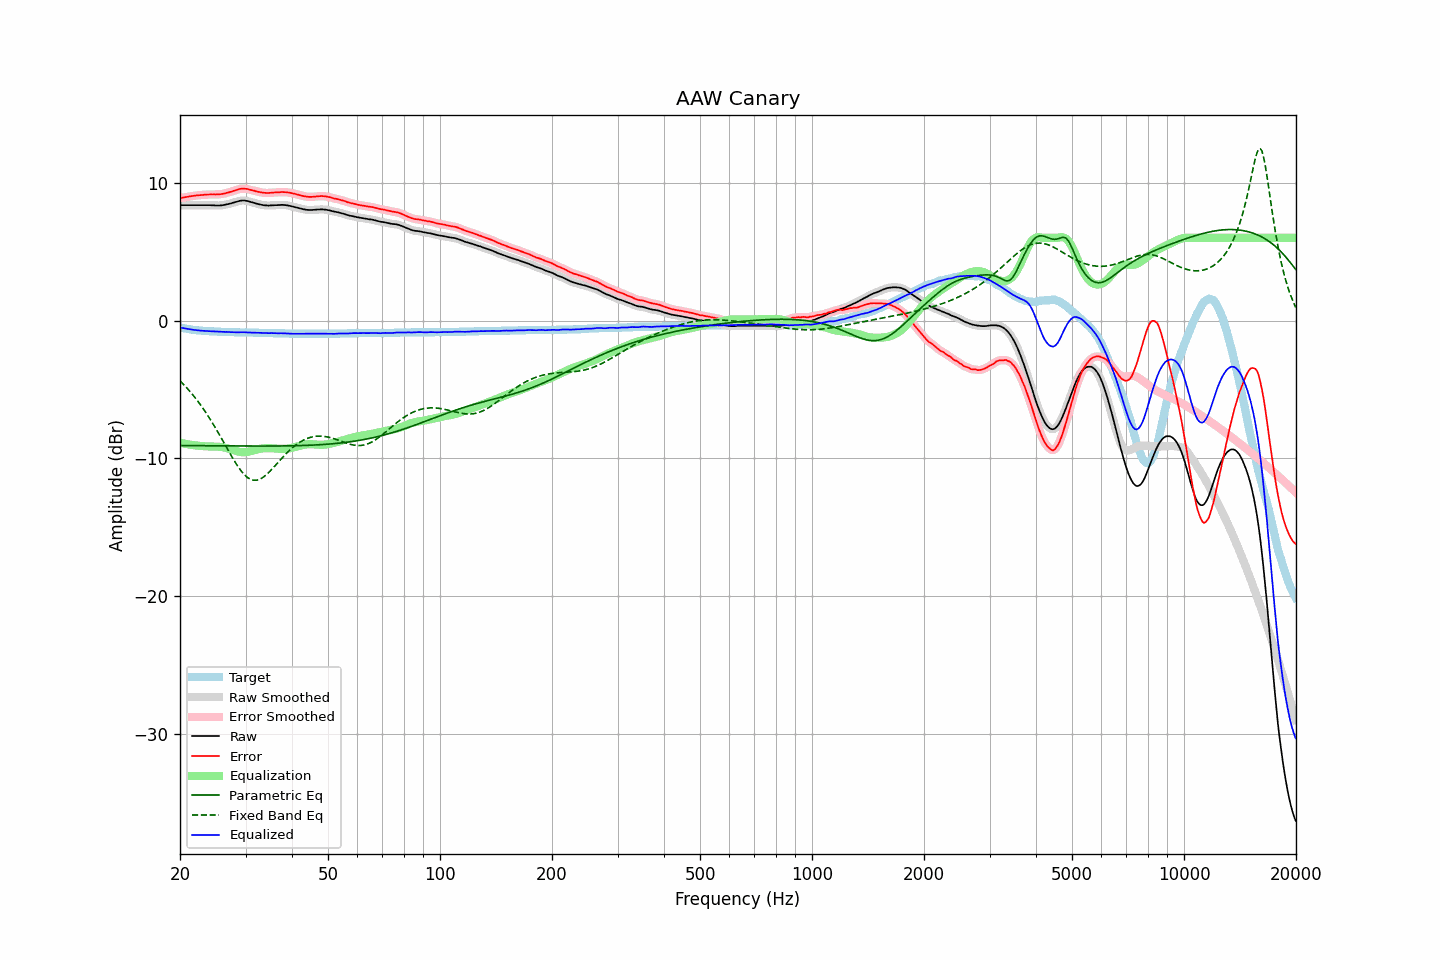 AAW Canary
10
0
−10
−20
−30
Amplitude (dBr)
Target
Raw Smoothed
Error Smoothed
Raw
Error
Equalization
Parametric Eq
Fixed Band Eq
Equalized
20 50 100 200 500 1000 2000 5000 10000 20000
Frequency (Hz)